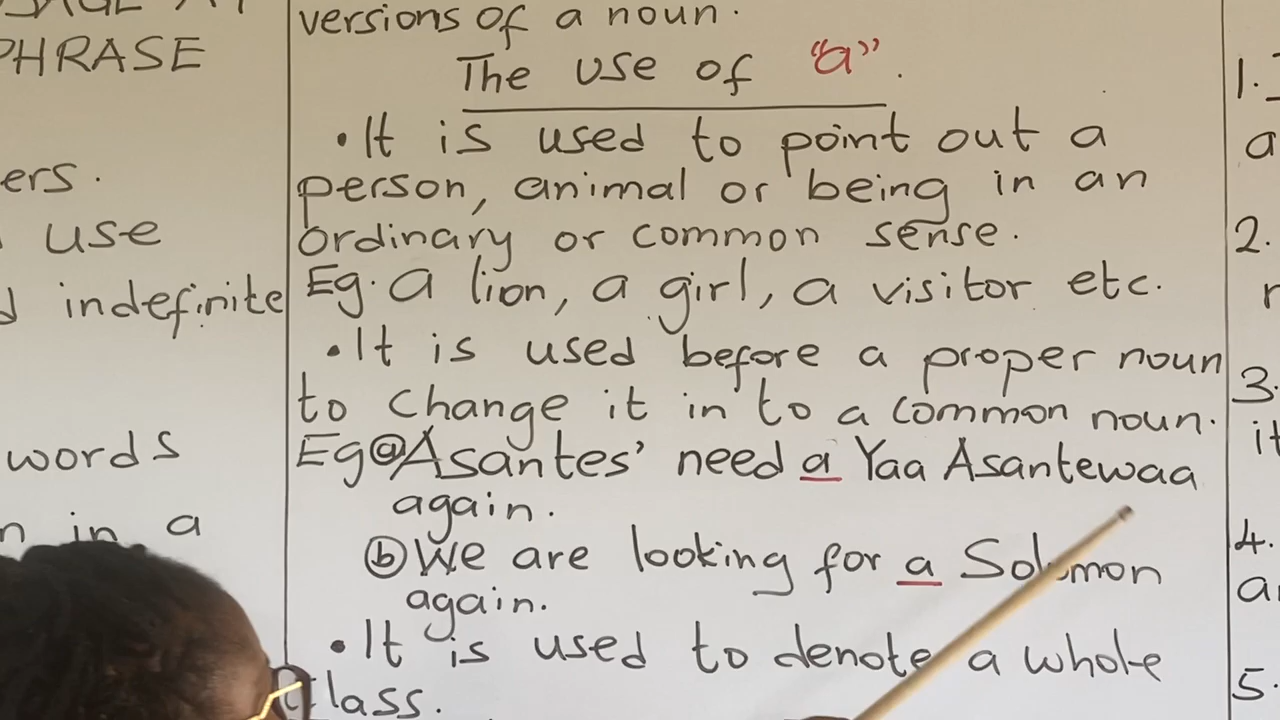 PHRASE
ers.
use
indefinite
words
in a
versions of a noun.
The use of "a".
• It is used to point out a
person, animal or being in an
ordinary or common sense.
Eg. a lion, a girl, a visitor etc.
• It is used before a proper noun
to change it in to a common noun.
Eg ⓐ Asantes' need a Yaa Asantewaa
again.
ⓑ We are looking for a Solomon
again.
• It is used to denote a whole
Class.
1.
a
2.
r
3.
it
4.
a
5.